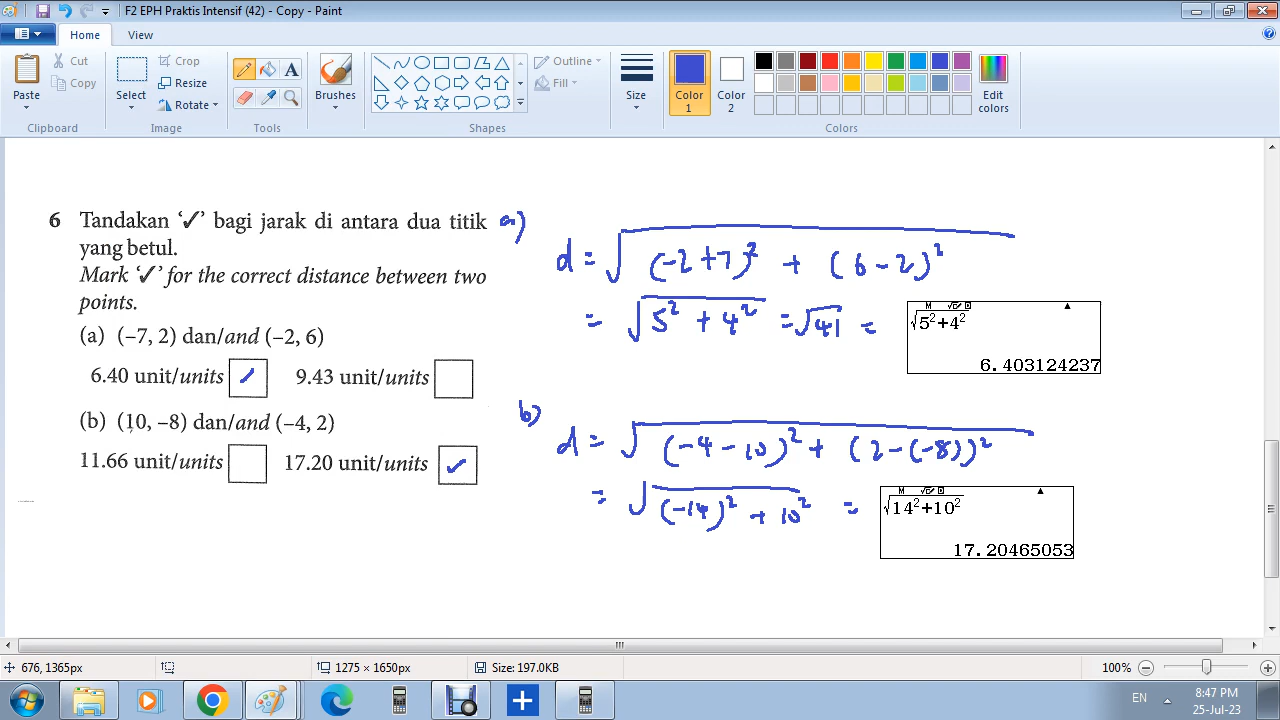 F2 EPH Praktis Intensif (42) - Copy - Paint
Home View
Paste
Cut
Copy
Clipboard
Select
Crop
Resize
Rotate
Image
A
Tools
Brushes
Shapes
Outline
Fill
Size
Color 1
Color 2
Edit colors
Colors
6 Tandakan ‘✓’ bagi jarak di antara dua titik
yang betul.
Mark ‘✓’ for the correct distance between two
points.
(a) (–7, 2) dan/and (–2, 6)
6.40 unit/units ✓ 9.43 unit/units
(b) (10, –8) dan/and (–4, 2)
11.66 unit/units 17.20 unit/units ✓
a)
d = √((-2+7)² + (6-2)²)
= √(5² + 4²) = √41 =
M
√5²+4²
6.403124237
b)
d = √((-4-10)² + (2-(-8))²)
= √((-14)² + 10²) =
M
√14²+10²
17.20465053
676, 1365px
1275 × 1650px
Size: 197.0KB
100%
EN
8:47 PM
25-Jul-23